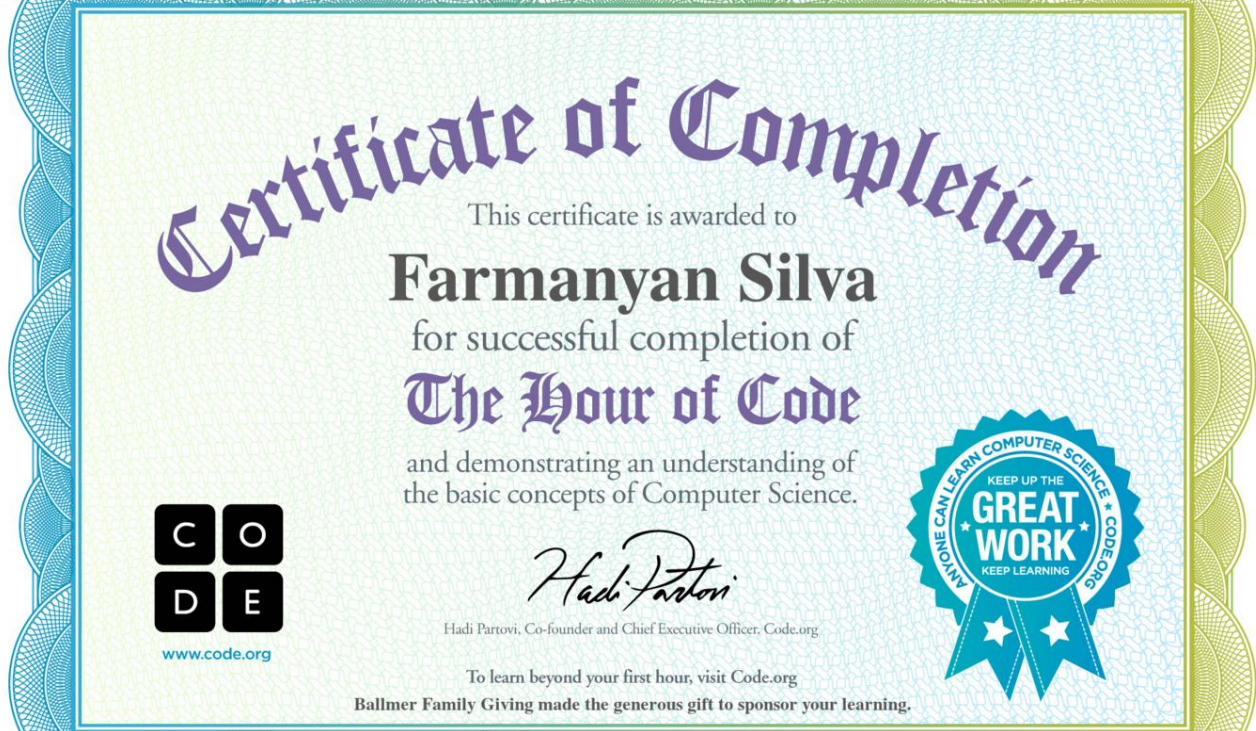 Certificate of Completion
This certificate is awarded to
Farmanyan Silva
for successful completion of
The Hour of Code
and demonstrating an understanding of
the basic concepts of Computer Science.
Hadi Partovi
Hadi Partovi, Co-founder and Chief Executive Officer, Code.org
To learn beyond your first hour, visit Code.org
Ballmer Family Giving made the generous gift to sponsor your learning.
C O
D E
www.code.org
ANYONE CAN LEARN COMPUTER SCIENCE ★ CODE.ORG
KEEP UP THE
GREAT
WORK
KEEP LEARNING